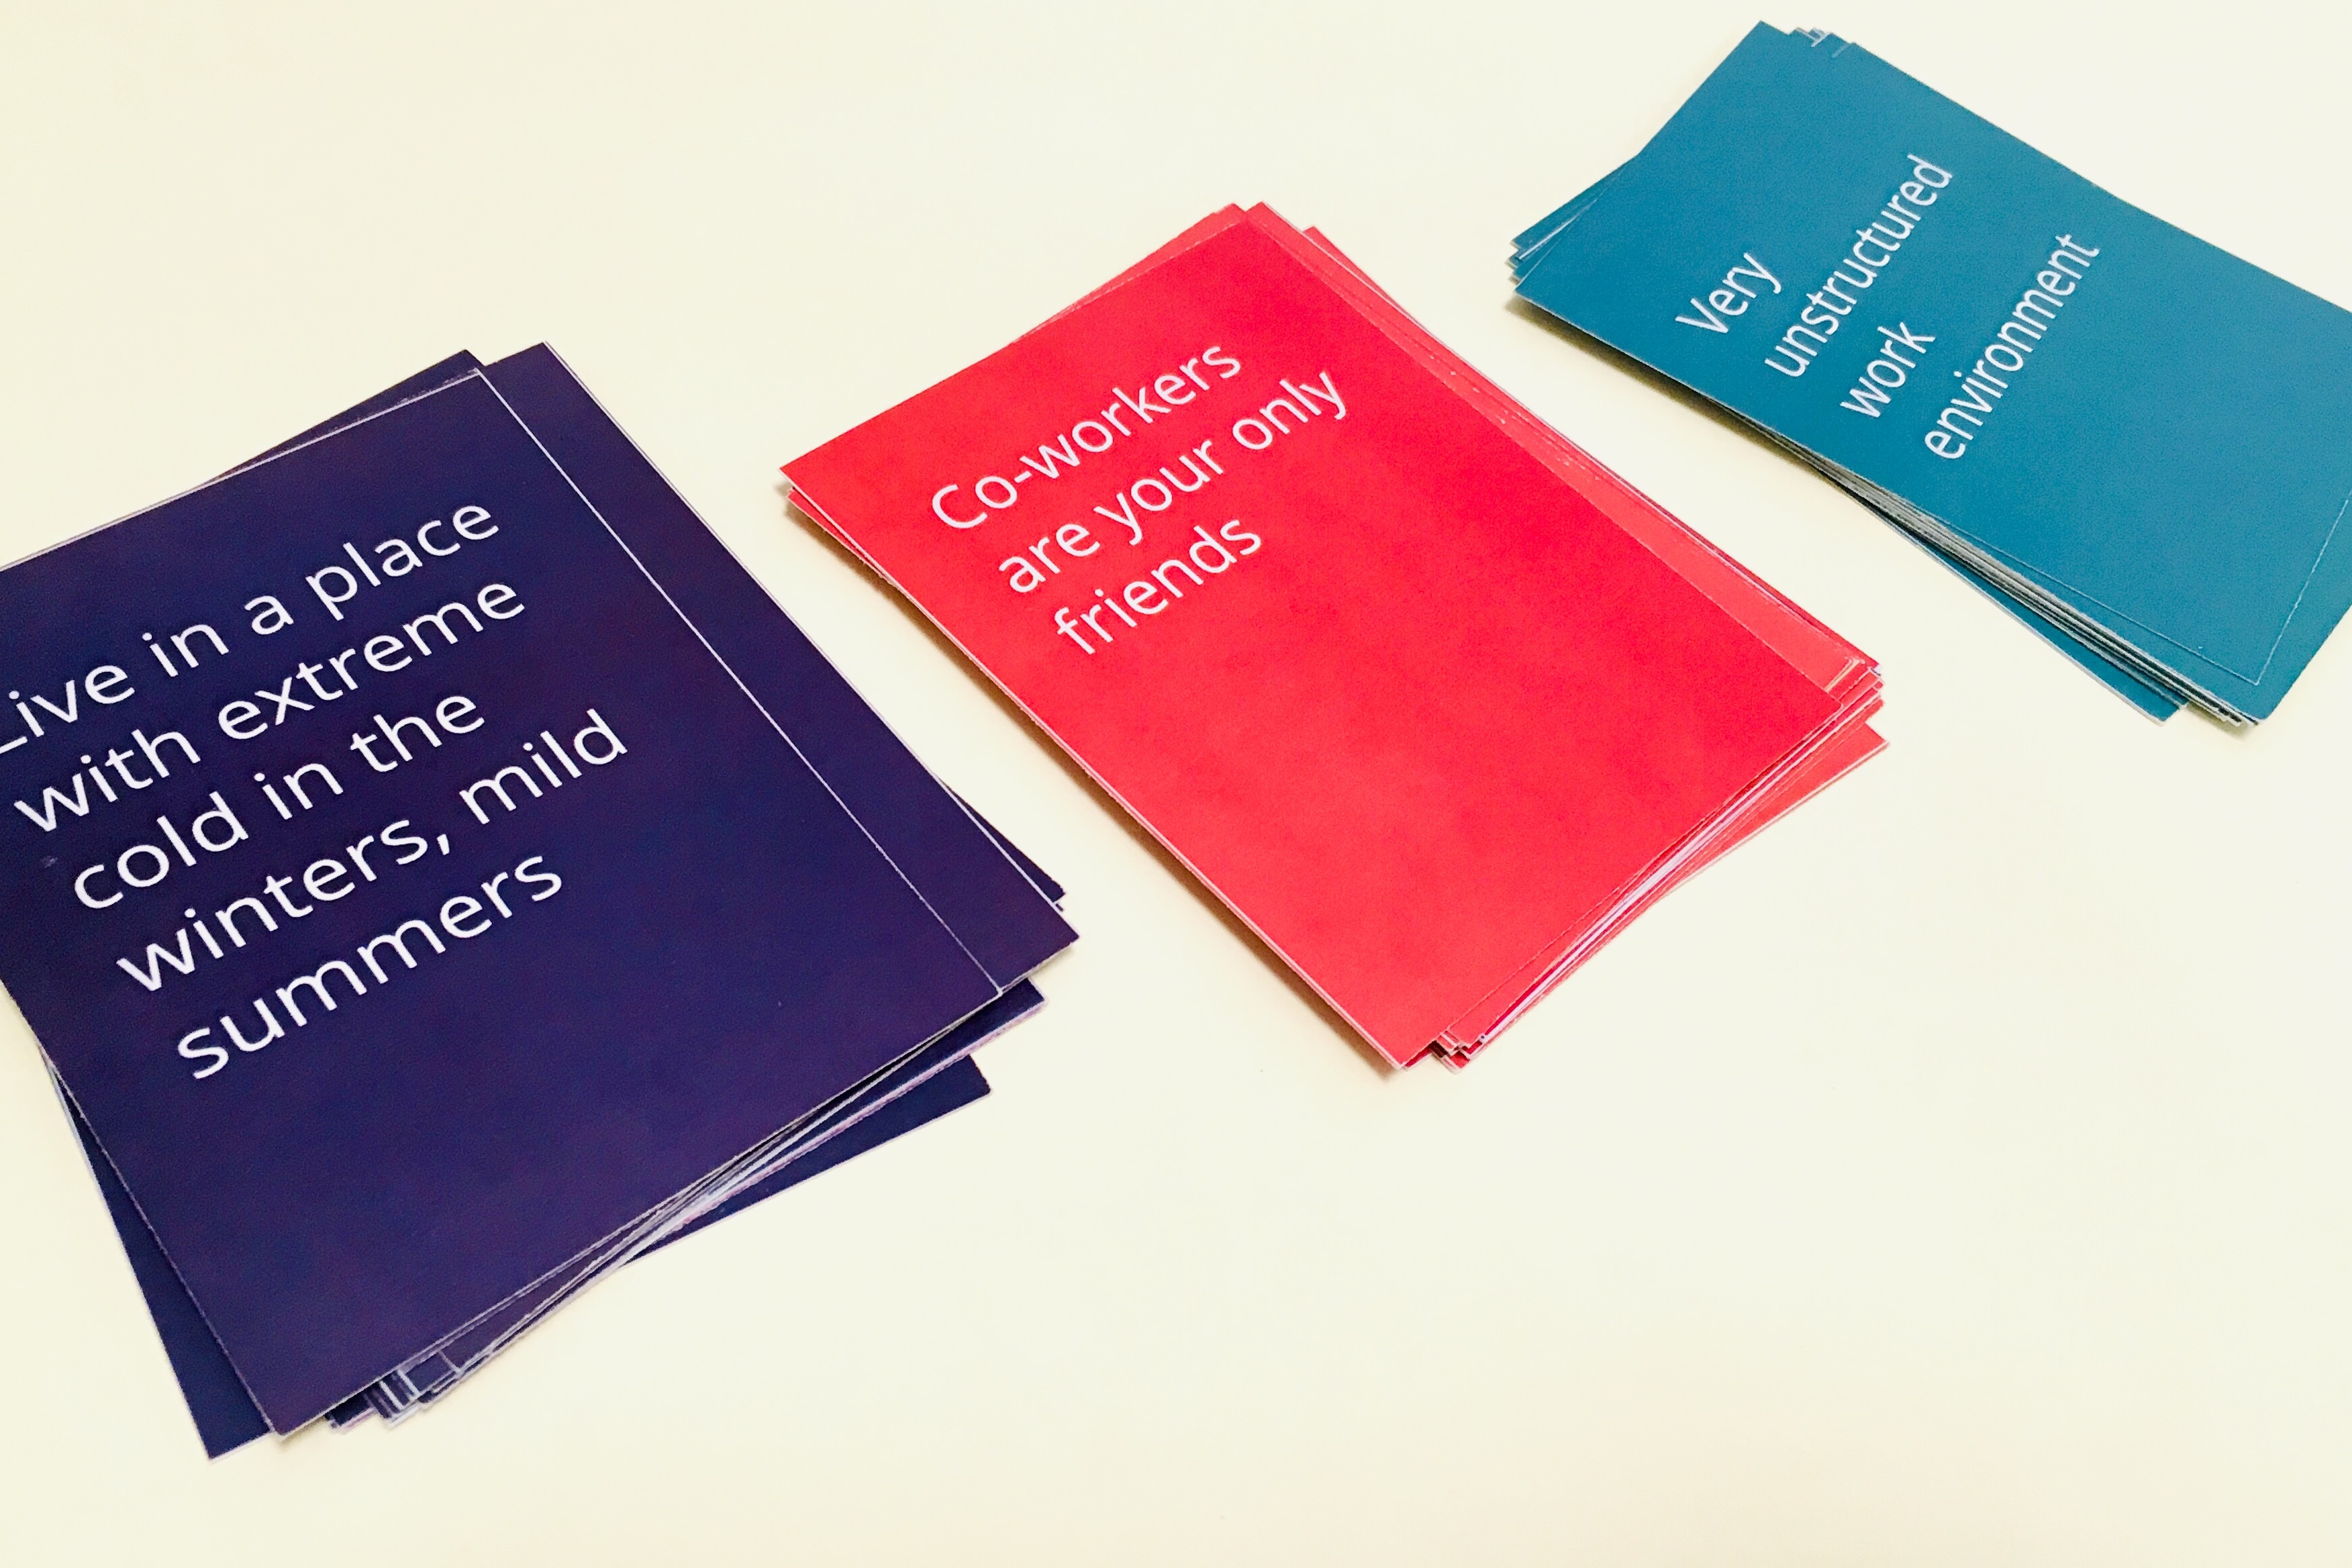 Live in a place
with extreme
cold in the
winters, mild
summers
Co-workers
are your only
friends
Very
unstructured
work
environment